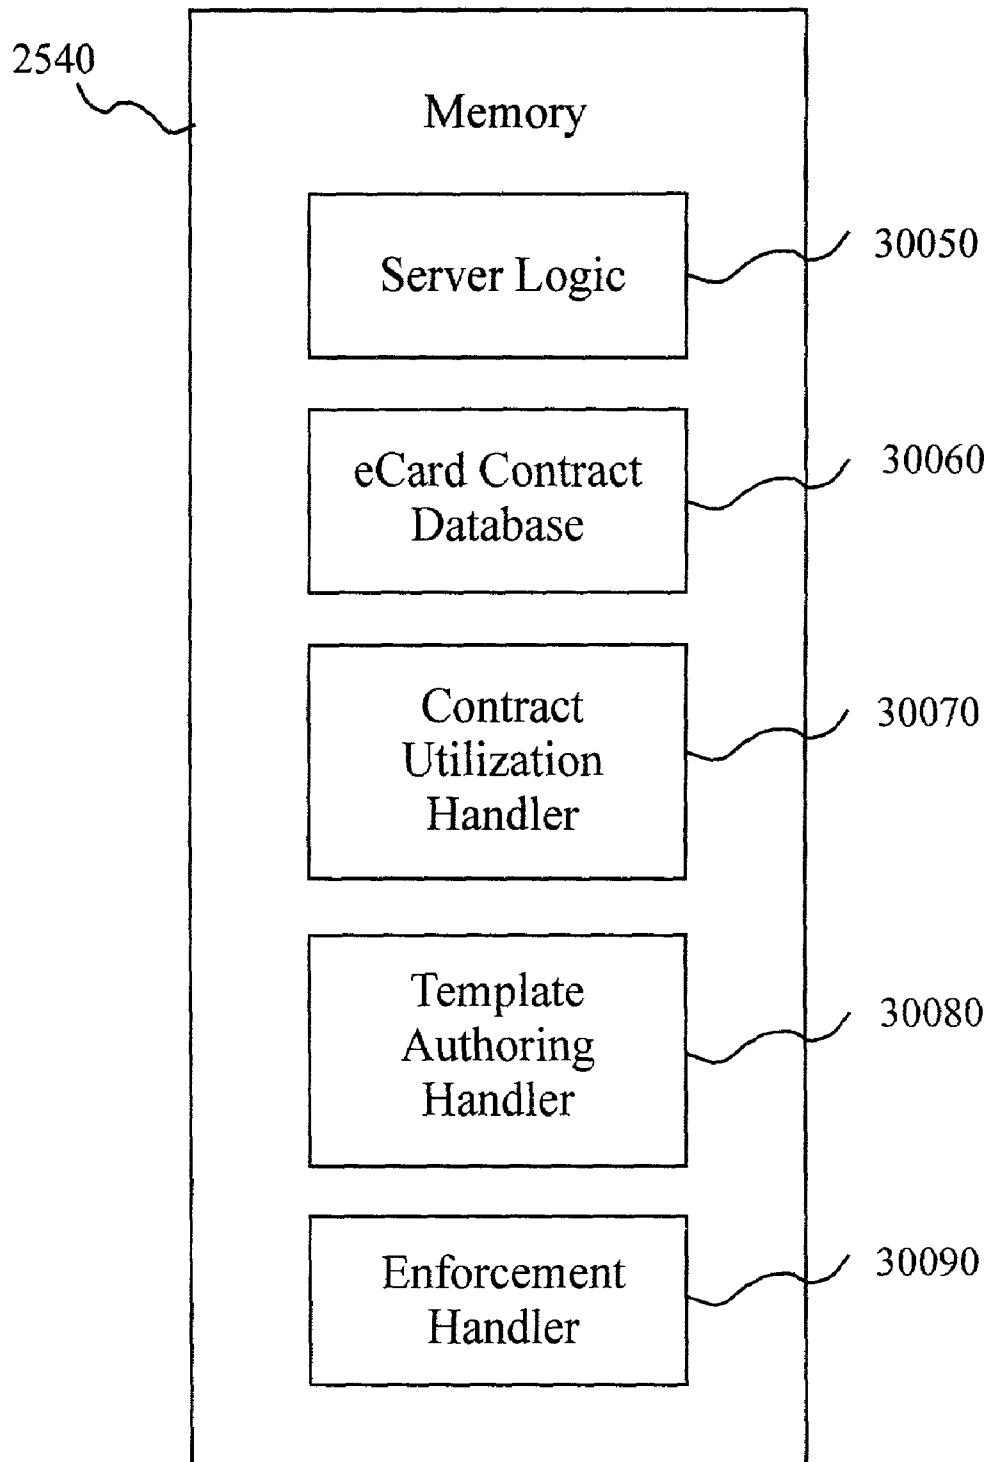 2540
Memory
Server Logic
30050
eCard Contract
Database
30060
Contract
Utilization
Handler
30070
Template
Authoring
Handler
30080
Enforcement
Handler
30090